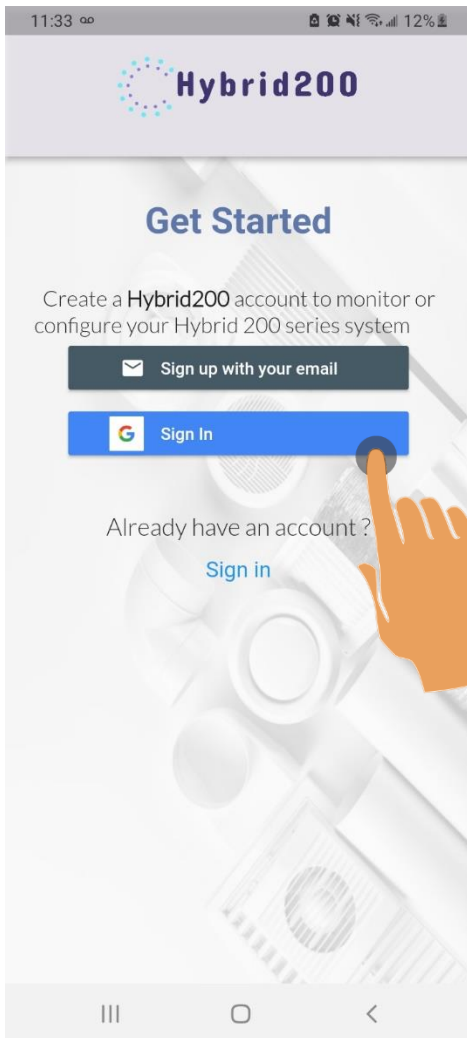 11:33 12%
Hybrid200
Get Started
Create a Hybrid200 account to monitor or
configure your Hybrid 200 series system
Sign up with your email
G Sign In
Already have an account ?
Sign in